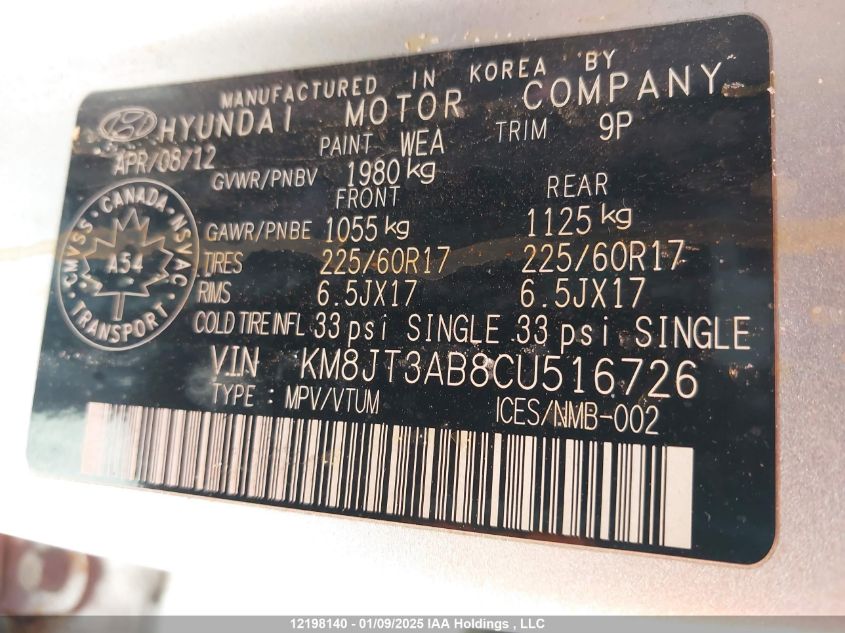 MANUFACTURED IN KOREA BY
HYUNDAI MOTOR COMPANY
APR/08/12 PAINT WEA TRIM 9P
GVWR/PNBV 1980 kg
FRONT REAR
GAWR/PNBE 1055 kg 1125 kg
TIRES 225/60R17 225/60R17
RIMS 6.5JX17 6.5JX17
COLD TIRE INFL 33 psi SINGLE 33 psi SINGLE
VIN KM8JT3AB8CU516726
TYPE : MPV/VTUM ICES/NMB-002
CMVSS · CANADA · NSVAC · TRANSPORT ·
A54
12198140 - 01/09/2025 IAA Holdings , LLC